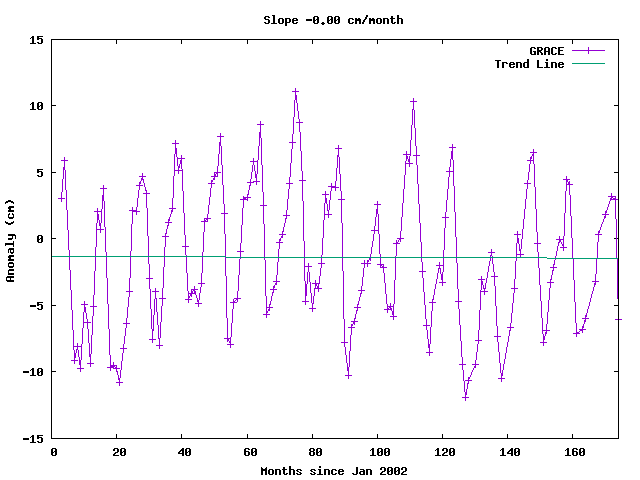 Slope -0.00 cm/month
GRACE
Trend Line
Anomaly (cm)
15
10
5
0
-5
-10
-15
0 20 40 60 80 100 120 140 160
Months since Jan 2002